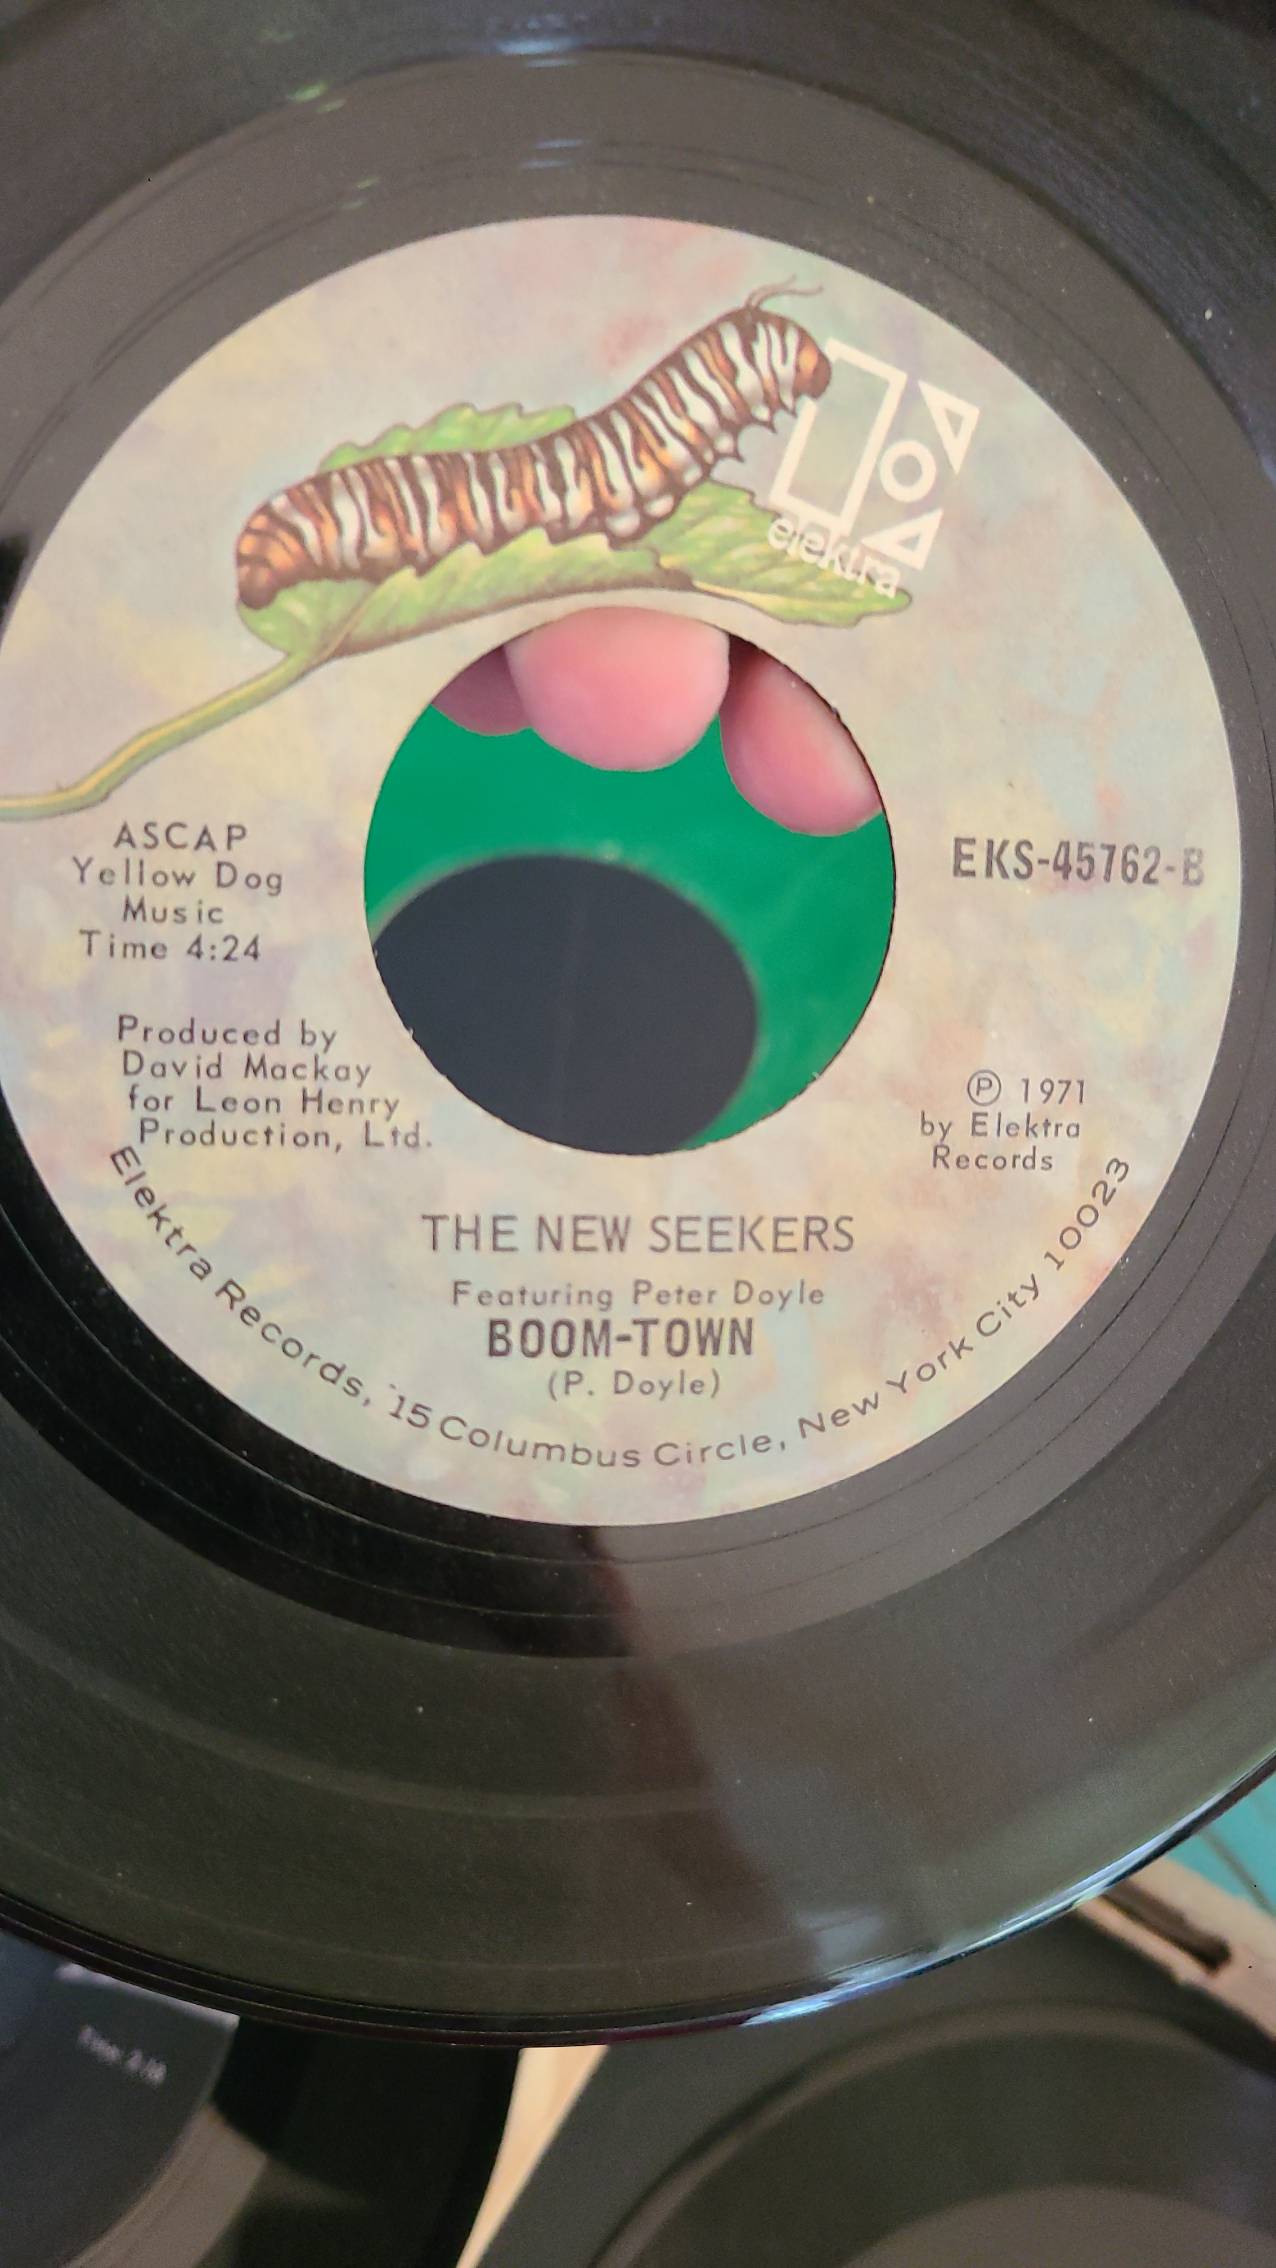 elektra
ASCAP
Yellow Dog
Music
Time 4:24
EKS-45762-B
Produced by
David Mackay
for Leon Henry
Production, Ltd.
Ⓟ 1971
by Elektra
Records
THE NEW SEEKERS
Featuring Peter Doyle
BOOM-TOWN
(P. Doyle)
Elektra Records, 15 Columbus Circle, New York City 10023